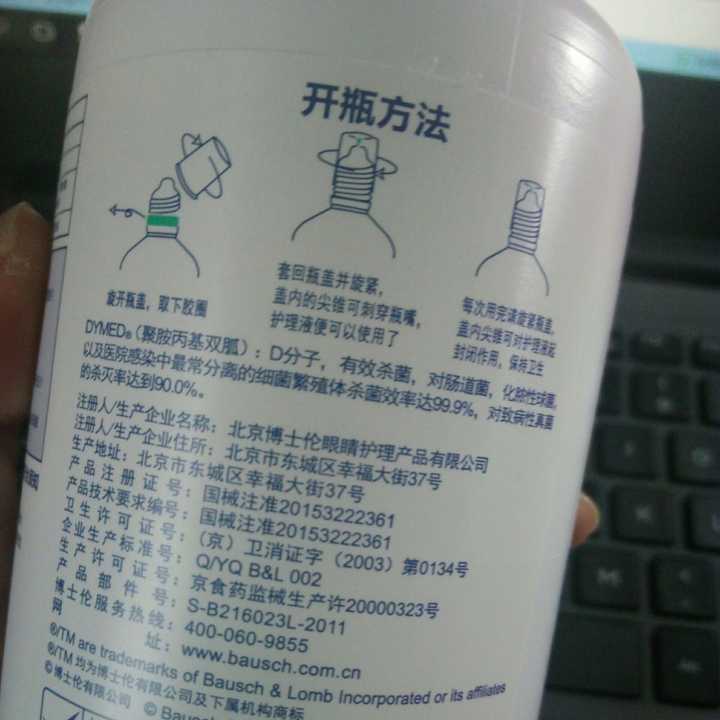 开瓶方法
旋开瓶盖，取下胶圈
套回瓶盖并旋紧，
盖内的尖锥可刺穿瓶嘴，
护理液便可以使用了
每次用完请旋紧瓶盖，
盖内尖锥可对护理液起
封闭作用，保持卫生
DYMED®（聚胺丙基双胍）：D分子，有效杀菌，对肠道菌，化脓性球菌，
以及医院感染中最常分离的细菌繁殖体杀菌效率达99.9%，对致病性真菌
的杀灭率达到90.0%。
注册人/生产企业名称：北京博士伦眼睛护理产品有限公司
注册人/生产企业住所：北京市东城区幸福大街37号
生产地址：北京市东城区幸福大街37号
产品注册证号：国械注准20153222361
产品技术要求编号：国械注准20153222361
卫生许可证号：（京）卫消证字（2003）第0134号
企业生产标准号：Q/YQ B&L 002
生产许可证号：京食药监械生产许20000323号
产品部件号：S-B216023L-2011
博士伦服务热线：400-060-9855
网址：www.bausch.com.cn
®/TM are trademarks of Bausch & Lomb Incorporated or its affiliates
®/TM 均为博士伦有限公司及下属机构商标
©博士伦有限公司 © Bausch